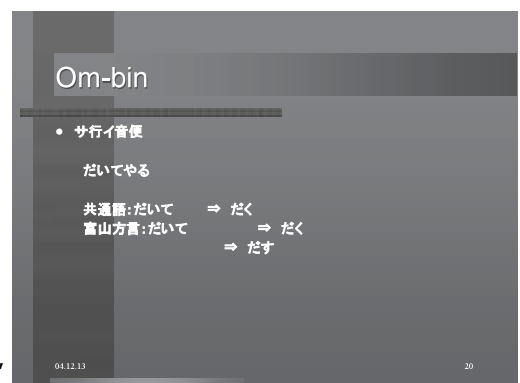 Om-bin
• サ行イ音便
だいてやる
共通語:だいて ⇒ だく
富山方言:だいて ⇒ だく
⇒ だす
04.12.13 20